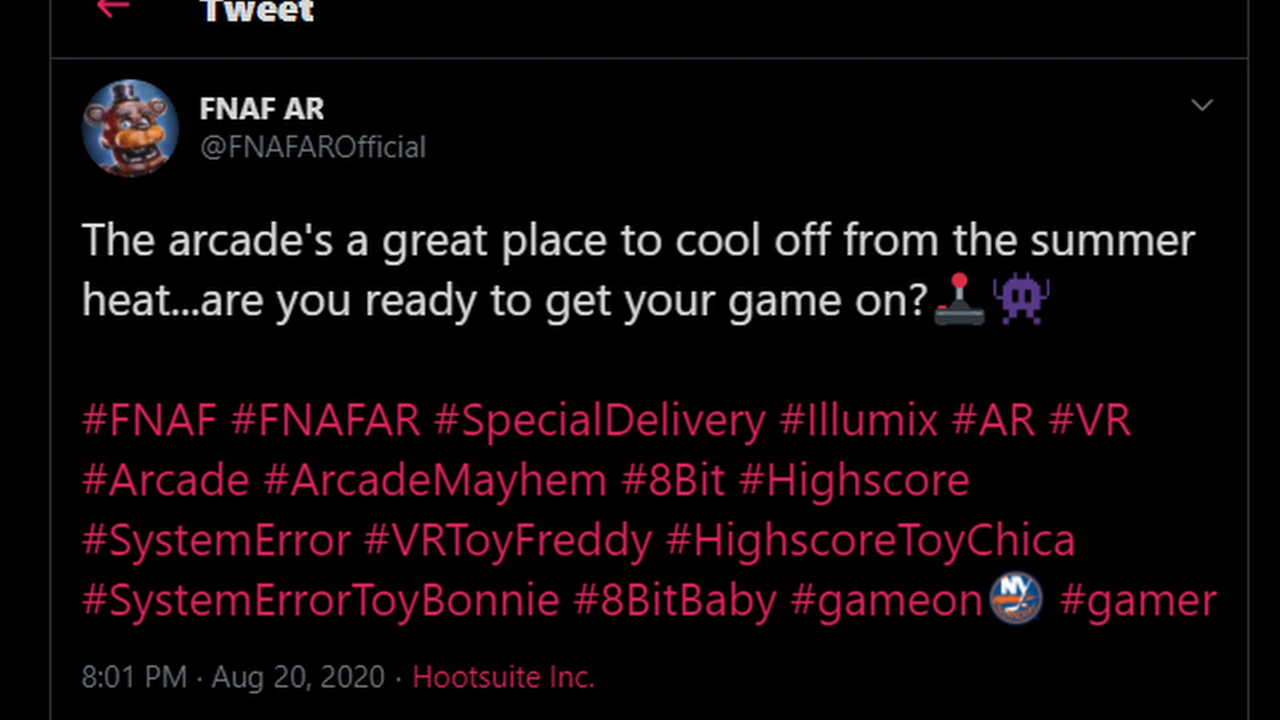 Tweet
FNAF AR
@FNAFAROfficial
The arcade's a great place to cool off from the summer
heat...are you ready to get your game on?🕹️👾
#FNAF #FNAFAR #SpecialDelivery #Illumix #AR #VR
#Arcade #ArcadeMayhem #8Bit #Highscore
#SystemError #VRToyFreddy #HighscoreToyChica
#SystemErrorToyBonnie #8BitBaby #gameon NY #gamer
8:01 PM · Aug 20, 2020 · Hootsuite Inc.